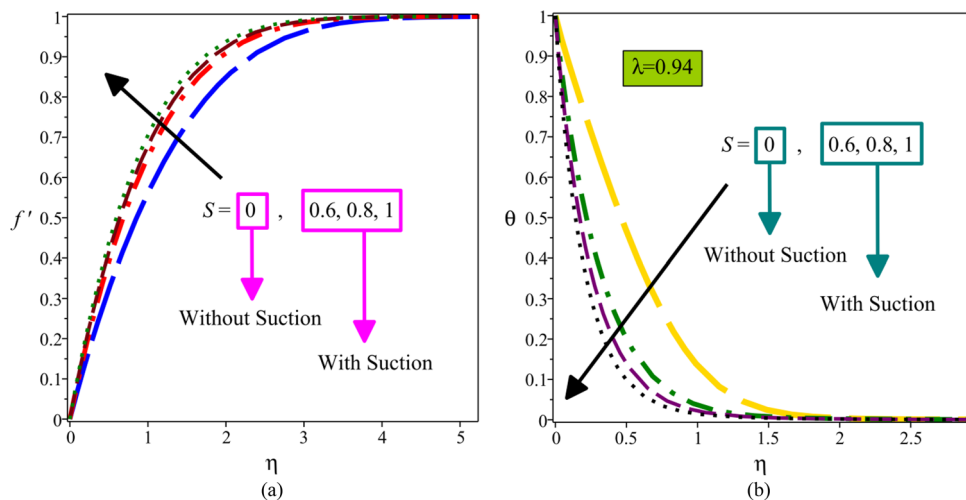 1
0.9
0.8
0.7
0.6
0.5
0.4
0.3
0.2
0.1
0
f ′
0 1 2 3 4 5
η
S = 0 , 0.6, 0.8, 1
Without Suction
With Suction
(a)
1
0.9
0.8
0.7
0.6
0.5
0.4
0.3
0.2
0.1
0
θ
0 0.5 1 1.5 2 2.5
η
λ=0.94
S = 0 , 0.6, 0.8, 1
Without Suction
With Suction
(b)